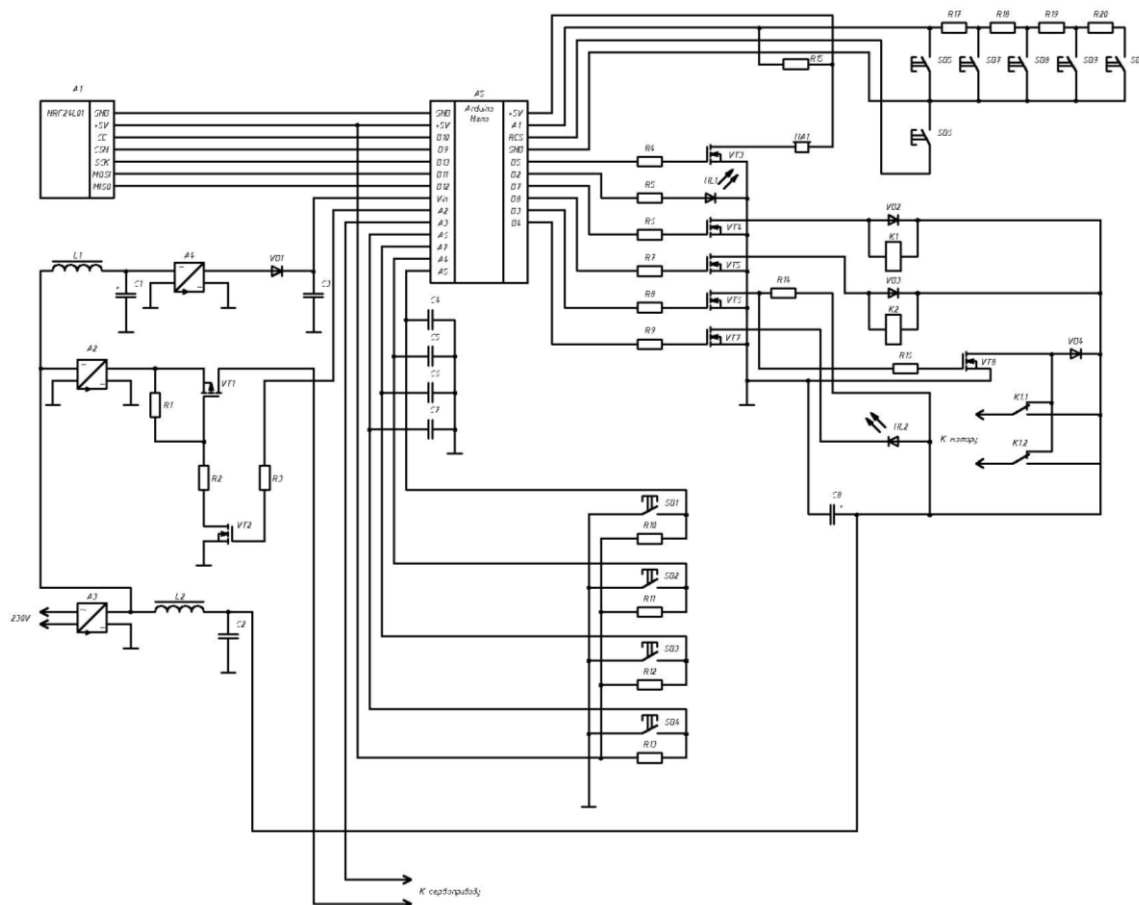 R17
R18
R19
R20
R15
SB5
SB7
SB8
SB9
A1
NRF24L01
GND
+5V
CE
CSN
SCK
MOSI
MISO
A5
Arduino
Nano
GND
+5V
D10
D9
D13
D11
D12
Vin
A2
A3
A6
A7
A4
A5
+5V
A1
RES
GND
D5
D2
D7
D8
D3
D4
SB6
R4
VT3
HA1
R5
HL1
R6
VT4
VD2
K1
R7
VT5
VD3
K2
R8
VT6
R14
R9
VT7
VT8
VD4
K1.1
К мотору
K1.2
HL2
C8
L1
C1
A4
VD1
C3
A2
VT1
R1
R2
R3
VT2
C4
C5
C6
C7
SB1
R10
SB2
R11
SB3
R12
SB4
R13
230V
A3
L2
C2
К сервоприводу